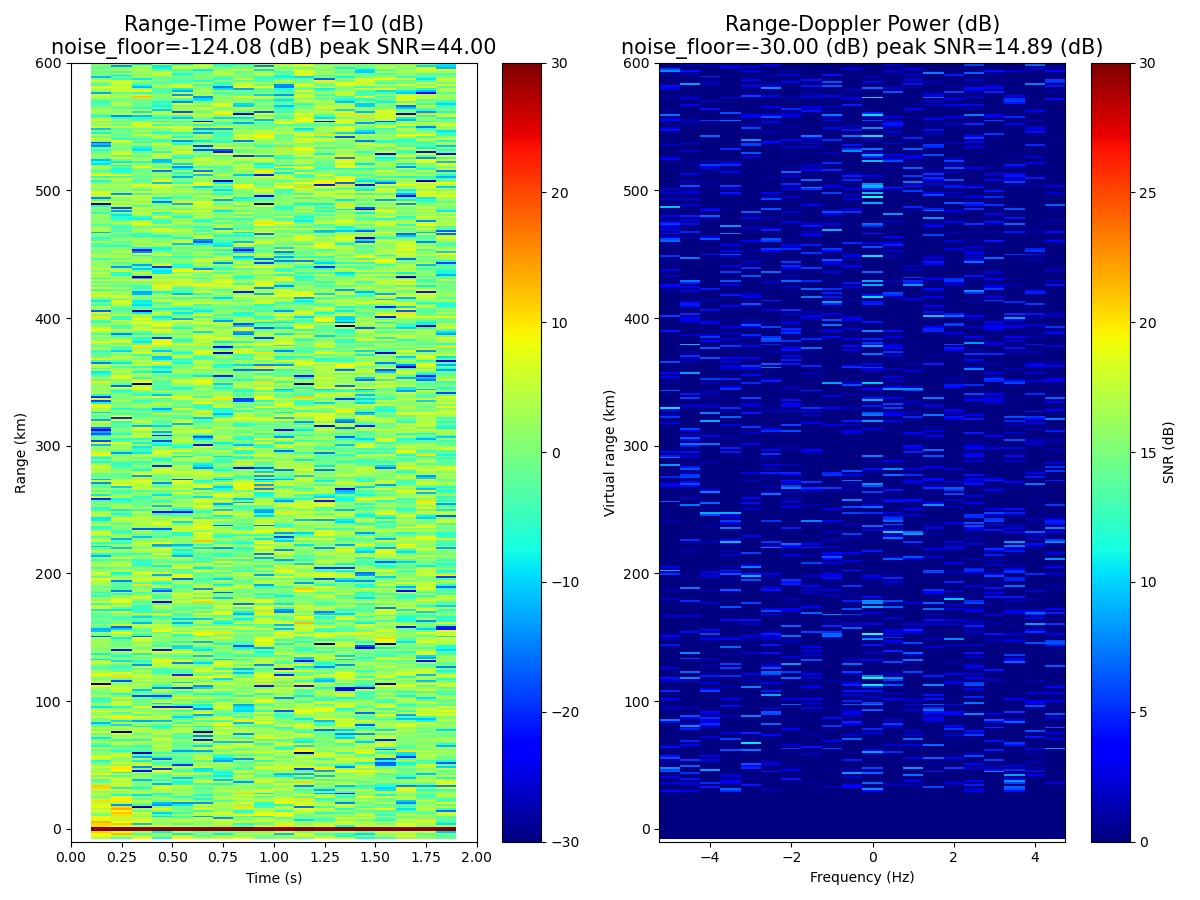 Range-Time Power f=10 (dB)
noise_floor=-124.08 (dB) peak SNR=44.00
600
500
400
300
200
100
0
Range (km)
0.00 0.25 0.50 0.75 1.00 1.25 1.50 1.75 2.00
Time (s)
30
20
10
0
−10
−20
−30
Range-Doppler Power (dB)
noise_floor=-30.00 (dB) peak SNR=14.89 (dB)
600
500
400
300
200
100
0
Virtual range (km)
−4 −2 0 2 4
Frequency (Hz)
30
25
20
15
10
5
0
SNR (dB)